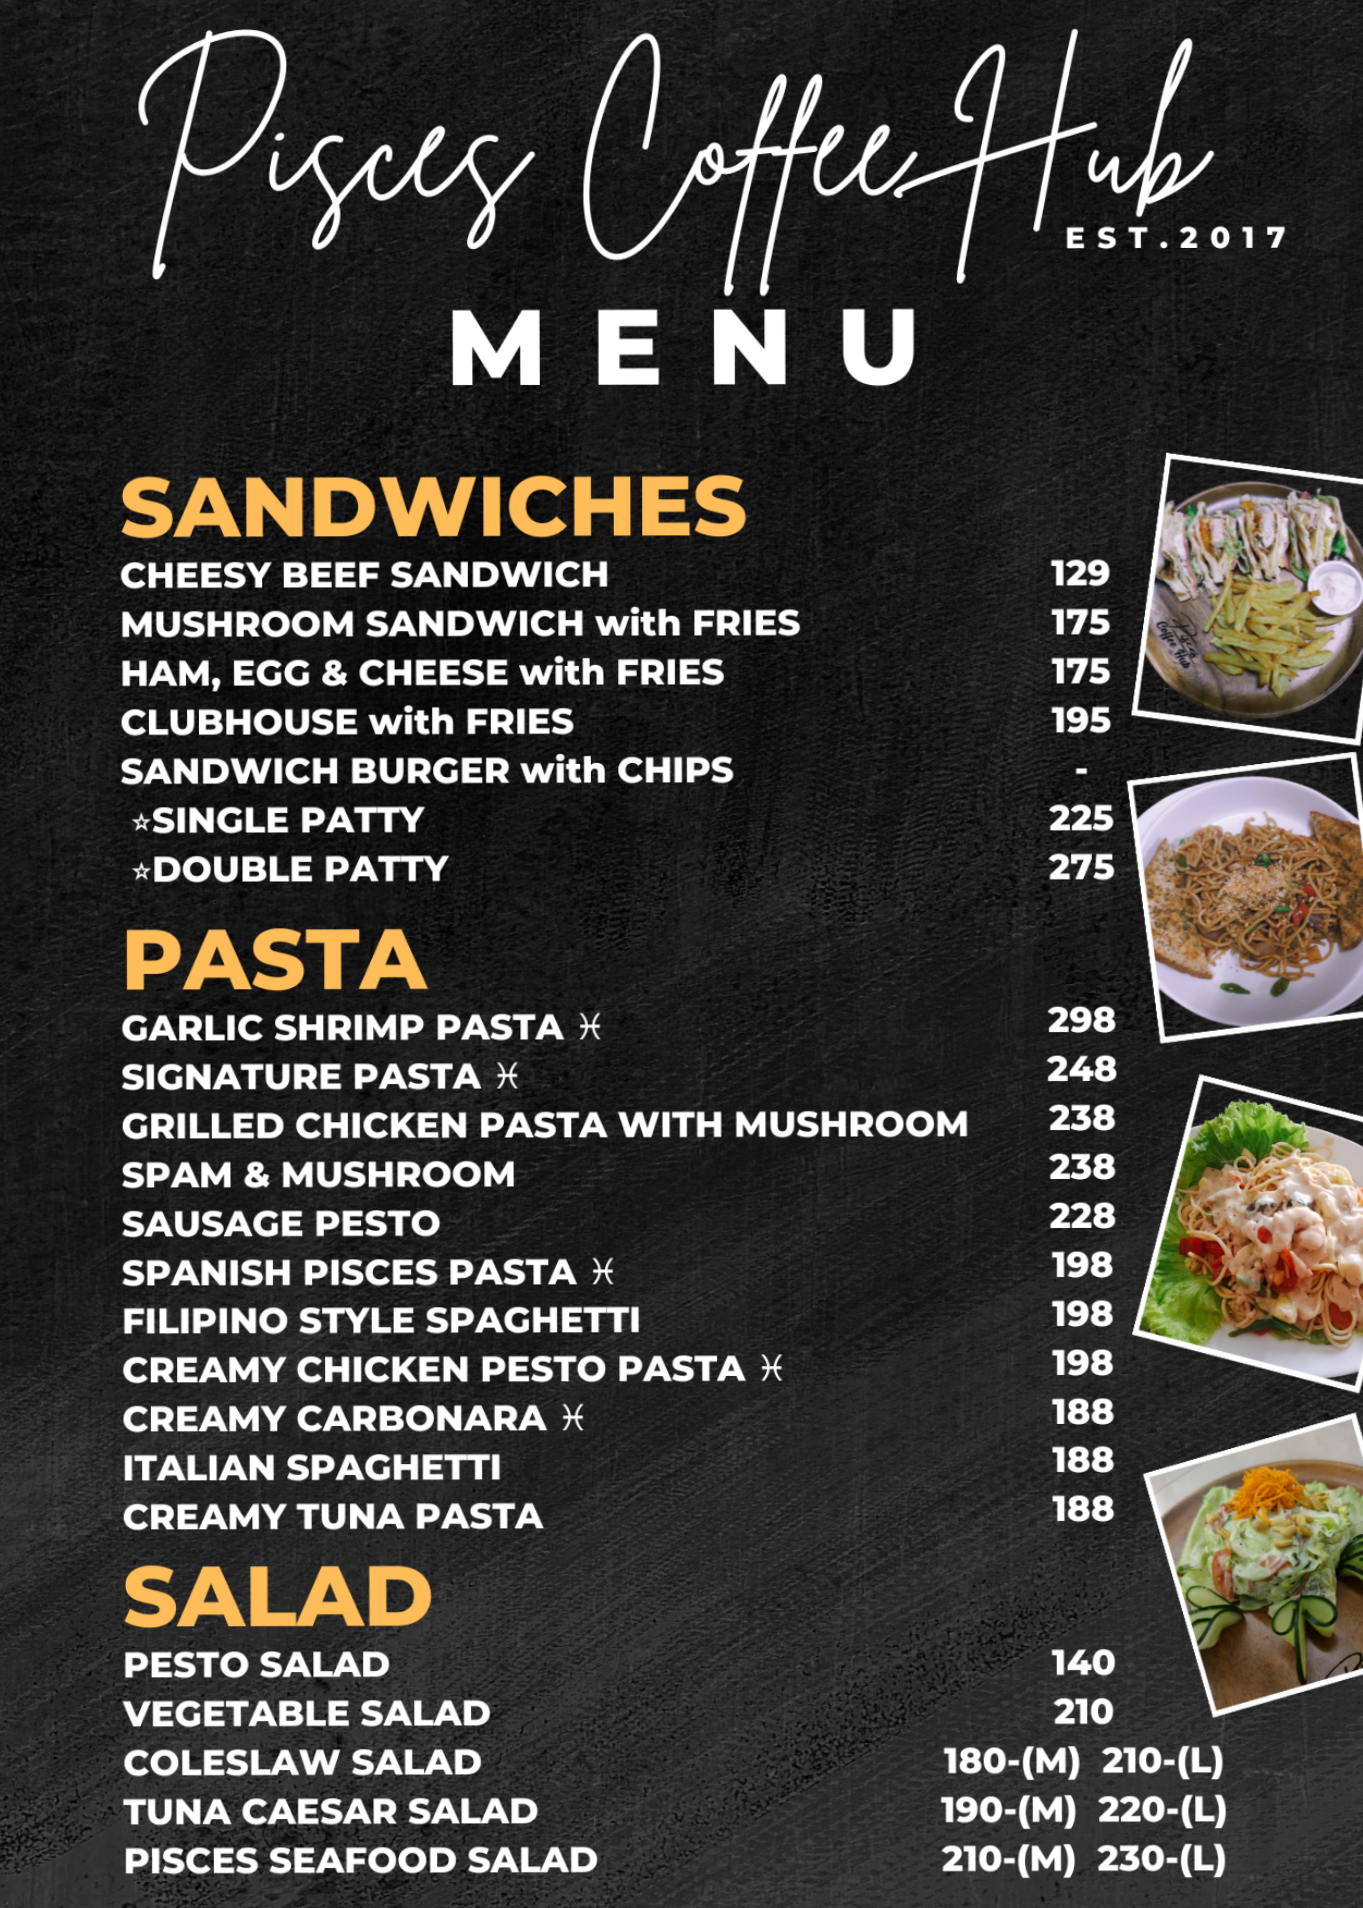 Pisces Coffee Hub
EST.2017
MENU
SANDWICHES
CHEESY BEEF SANDWICH 129
MUSHROOM SANDWICH with FRIES 175
HAM, EGG & CHEESE with FRIES 175
CLUBHOUSE with FRIES 195
SANDWICH BURGER with CHIPS -
☆SINGLE PATTY 225
☆DOUBLE PATTY 275
PASTA
GARLIC SHRIMP PASTA ♓ 298
SIGNATURE PASTA ♓ 248
GRILLED CHICKEN PASTA WITH MUSHROOM 238
SPAM & MUSHROOM 238
SAUSAGE PESTO 228
SPANISH PISCES PASTA ♓ 198
FILIPINO STYLE SPAGHETTI 198
CREAMY CHICKEN PESTO PASTA ♓ 198
CREAMY CARBONARA ♓ 188
ITALIAN SPAGHETTI 188
CREAMY TUNA PASTA 188
SALAD
PESTO SALAD 140
VEGETABLE SALAD 210
COLESLAW SALAD 180-(M) 210-(L)
TUNA CAESAR SALAD 190-(M) 220-(L)
PISCES SEAFOOD SALAD 210-(M) 230-(L)
Coffee Hub